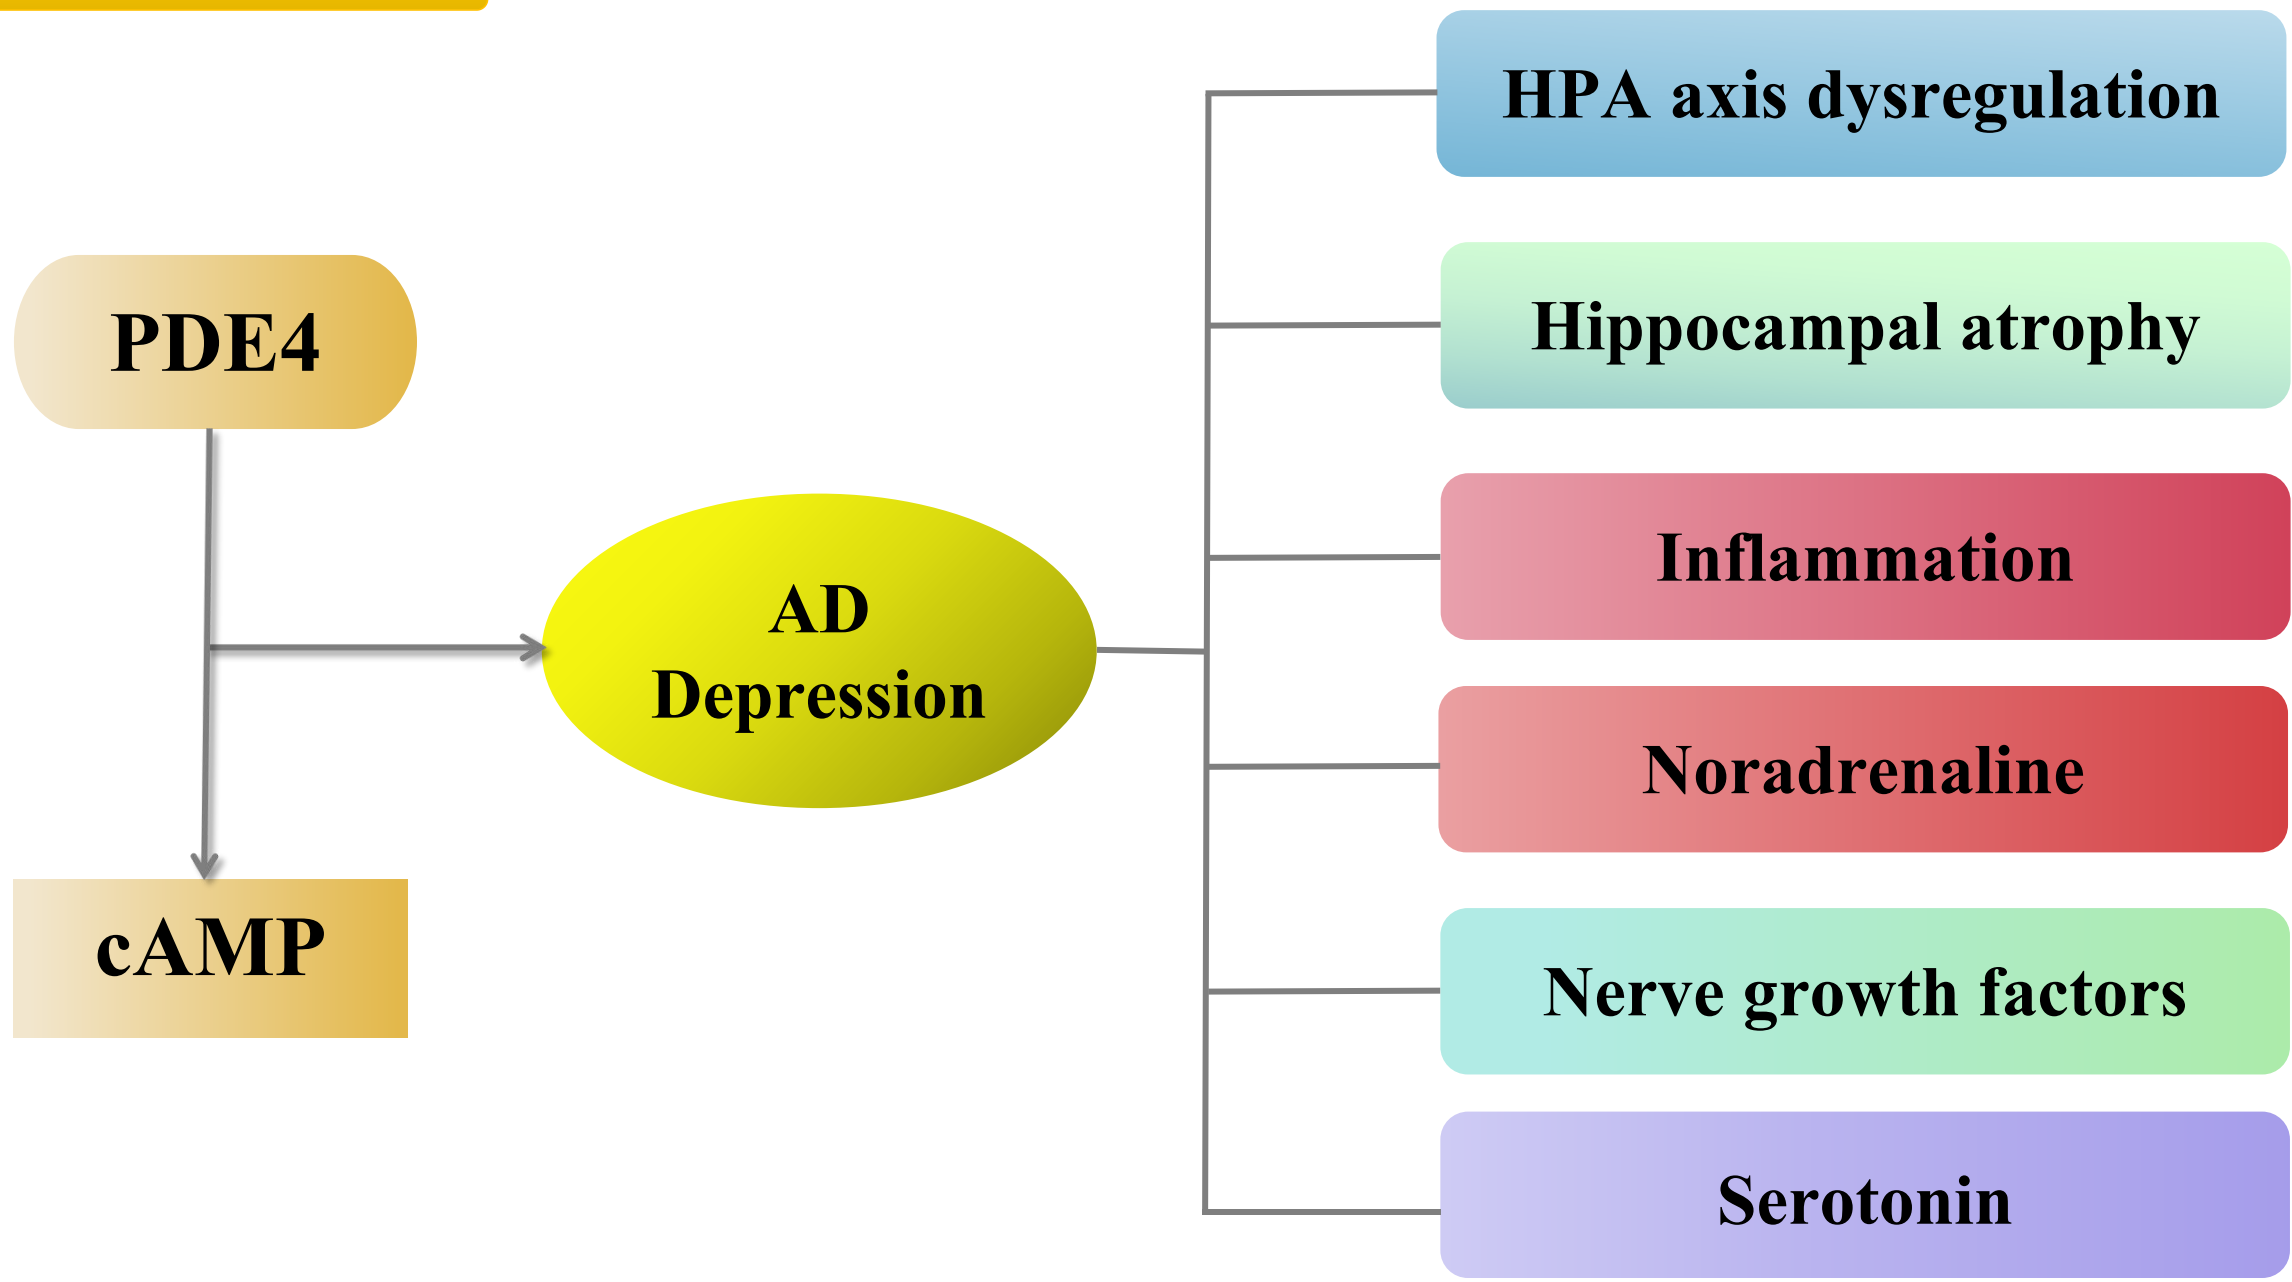 PDE4
cAMP
AD
Depression
HPA axis dysregulation
Hippocampal atrophy
Inflammation
Noradrenaline
Nerve growth factors
Serotonin